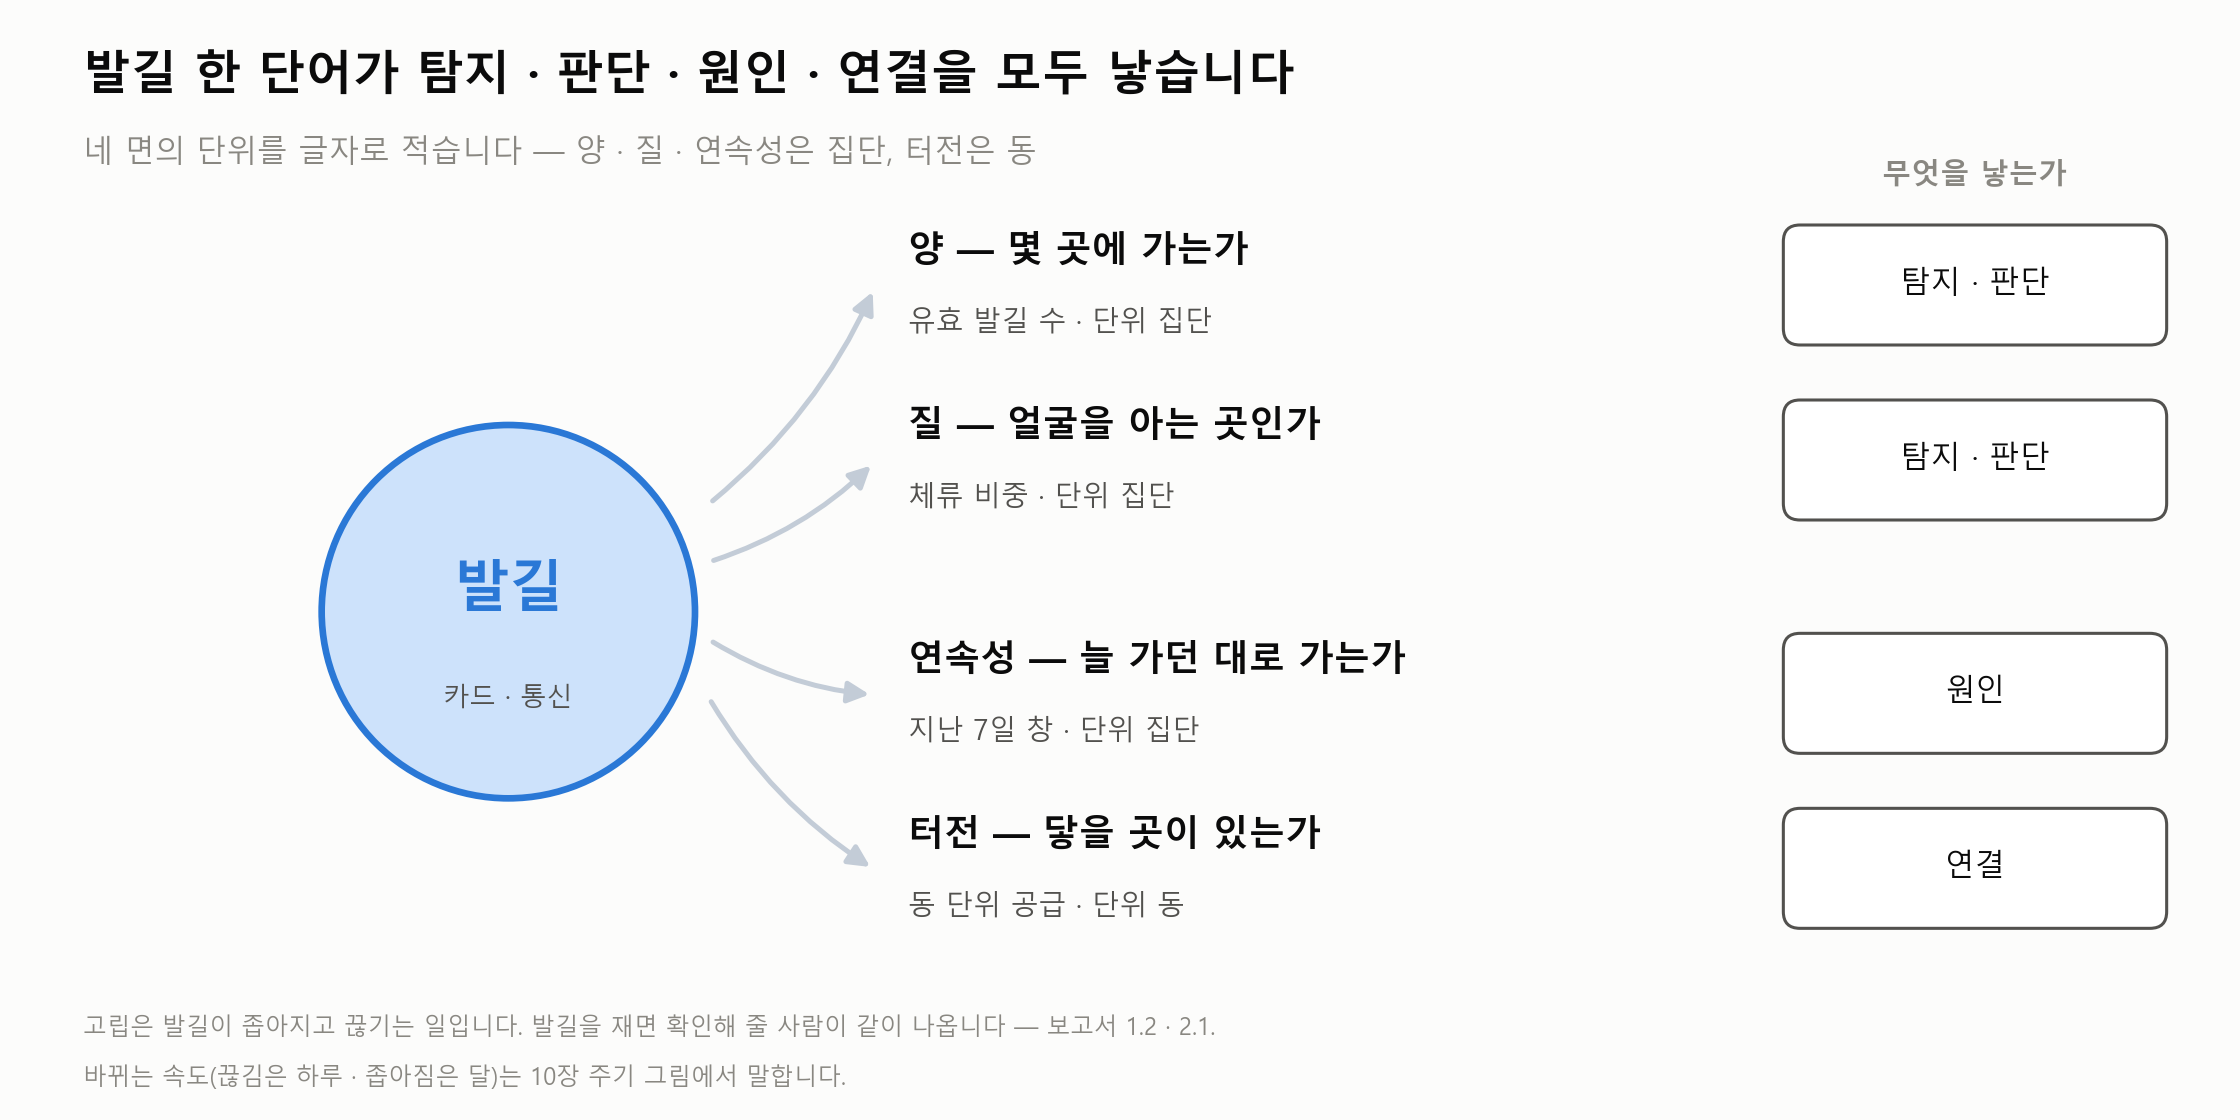 발길 한 단어가 탐지 · 판단 · 원인 · 연결을 모두 낳습니다
네 면의 단위를 글자로 적습니다 — 양 · 질 · 연속성은 집단, 터전은 동
무엇을 낳는가
양 — 몇 곳에 가는가
유효 발길 수 · 단위 집단
탐지 · 판단
질 — 얼굴을 아는 곳인가
체류 비중 · 단위 집단
탐지 · 판단
발길
카드 · 통신
연속성 — 늘 가던 대로 가는가
지난 7일 창 · 단위 집단
원인
터전 — 닿을 곳이 있는가
동 단위 공급 · 단위 동
연결
고립은 발길이 좁아지고 끊기는 일입니다. 발길을 재면 확인해 줄 사람이 같이 나옵니다 — 보고서 1.2 · 2.1.
바뀌는 속도(끊김은 하루 · 좁아짐은 달)는 10장 주기 그림에서 말합니다.